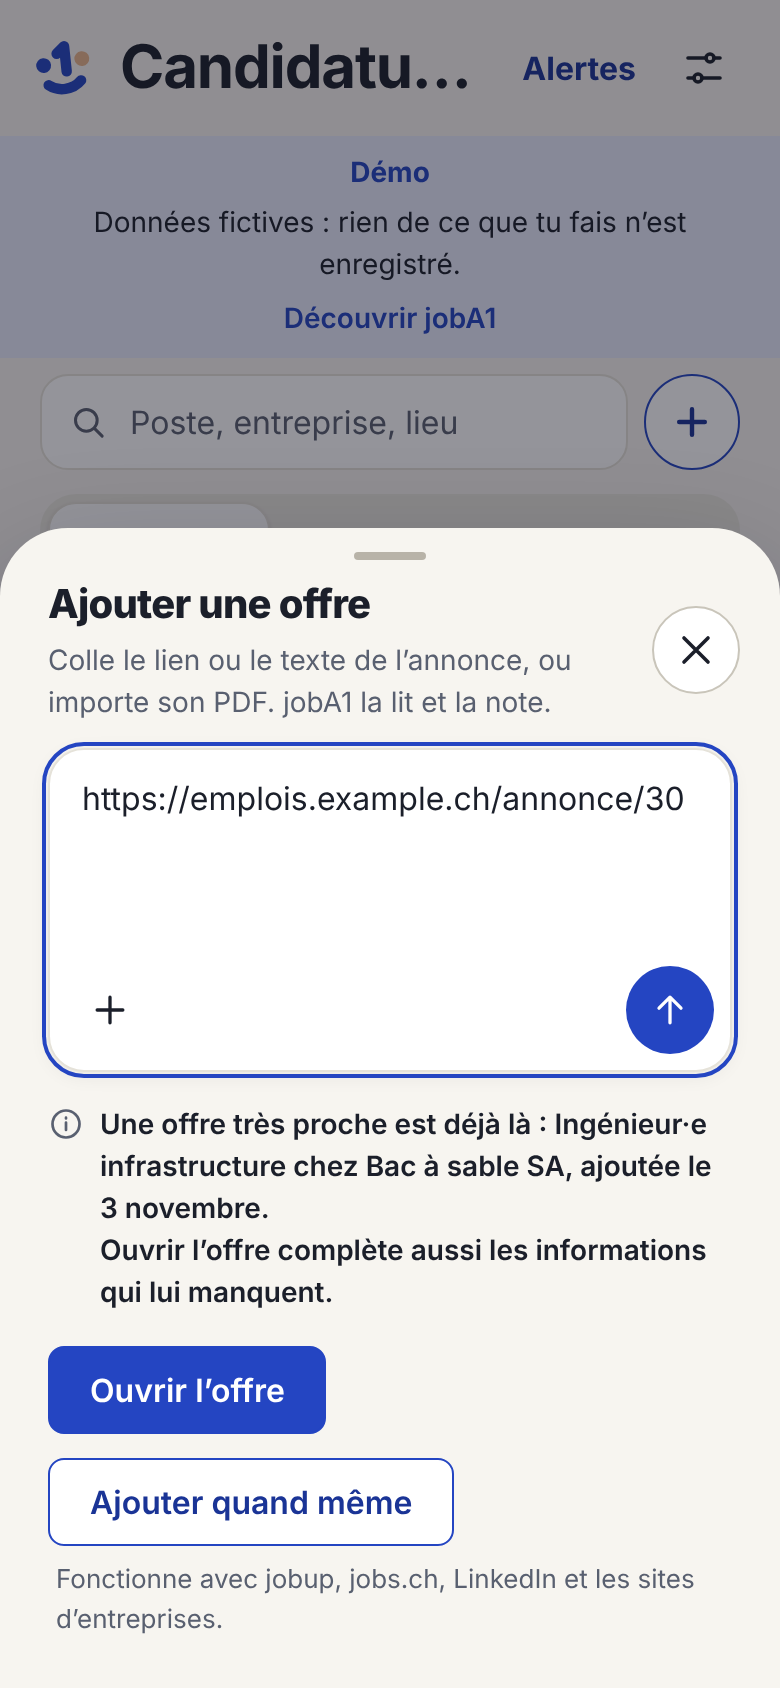 Candidatu…
Alertes
Démo
Données fictives : rien de ce que tu fais n’est
enregistré.
Découvrir jobA1
Poste, entreprise, lieu
Ajouter une offre
Colle le lien ou le texte de l’annonce, ou
importe son PDF. jobA1 la lit et la note.
https://emplois.example.ch/annonce/30
Une offre très proche est déjà là : Ingénieur·e
infrastructure chez Bac à sable SA, ajoutée le
3 novembre.
Ouvrir l’offre complète aussi les informations
qui lui manquent.
Ouvrir l’offre
Ajouter quand même
Fonctionne avec jobup, jobs.ch, LinkedIn et les sites
d’entreprises.